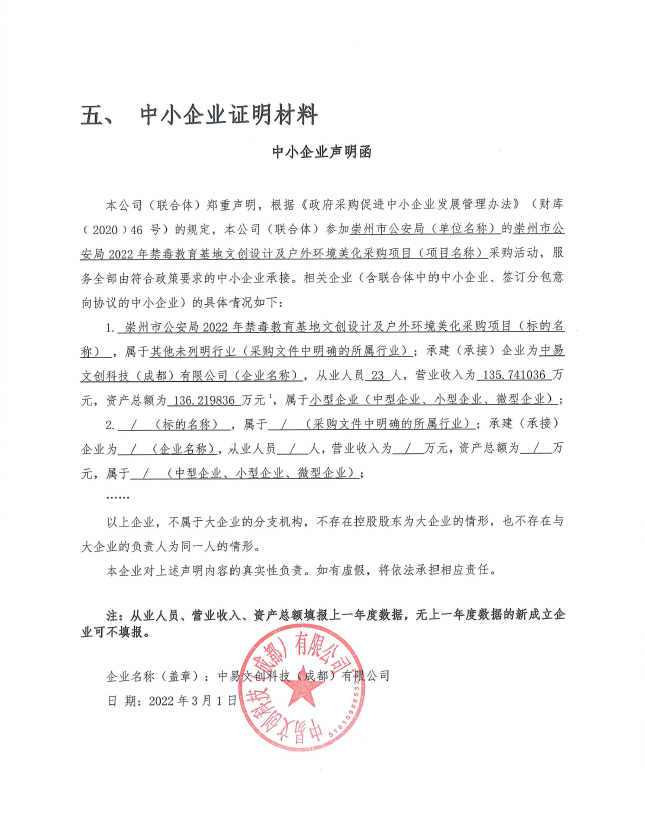 五、 中小企业证明材料
中小企业声明函
本公司（联合体）郑重声明，根据《政府采购促进中小企业发展管理办法》（财库
﹝2020﹞46 号）的规定，本公司（联合体）参加崇州市公安局（单位名称）的崇州市公
安局 2022 年禁毒教育基地文创设计及户外环境美化采购项目（项目名称）采购活动，服
务全部由符合政策要求的中小企业承接。相关企业（含联合体中的中小企业、签订分包意
向协议的中小企业）的具体情况如下：
1. 崇州市公安局 2022 年禁毒教育基地文创设计及户外环境美化采购项目（标的名
称） ，属于其他未列明行业（采购文件中明确的所属行业）；承建（承接）企业为中易
文创科技（成都）有限公司（企业名称），从业人员 23 人，营业收入为 135.741036 万
元，资产总额为 136.219836 万元¹，属于小型企业（中型企业、小型企业、微型企业）；
2. / （标的名称） ，属于 / （采购文件中明确的所属行业）；承建（承接）
企业为 / （企业名称），从业人员 / 人，营业收入为 / 万元，资产总额为 / 万
元，属于 / （中型企业、小型企业、微型企业）；
……
以上企业，不属于大企业的分支机构，不存在控股股东为大企业的情形，也不存在与
大企业的负责人为同一人的情形。
本企业对上述声明内容的真实性负责。如有虚假，将依法承担相应责任。
注：从业人员、营业收入、资产总额填报上一年度数据，无上一年度数据的新成立企
业可不填报。
企业名称（盖章）：中易文创科技（成都）有限公司
日 期：2022 年 3 月 1 日
中易文创科技（成都）有限公司